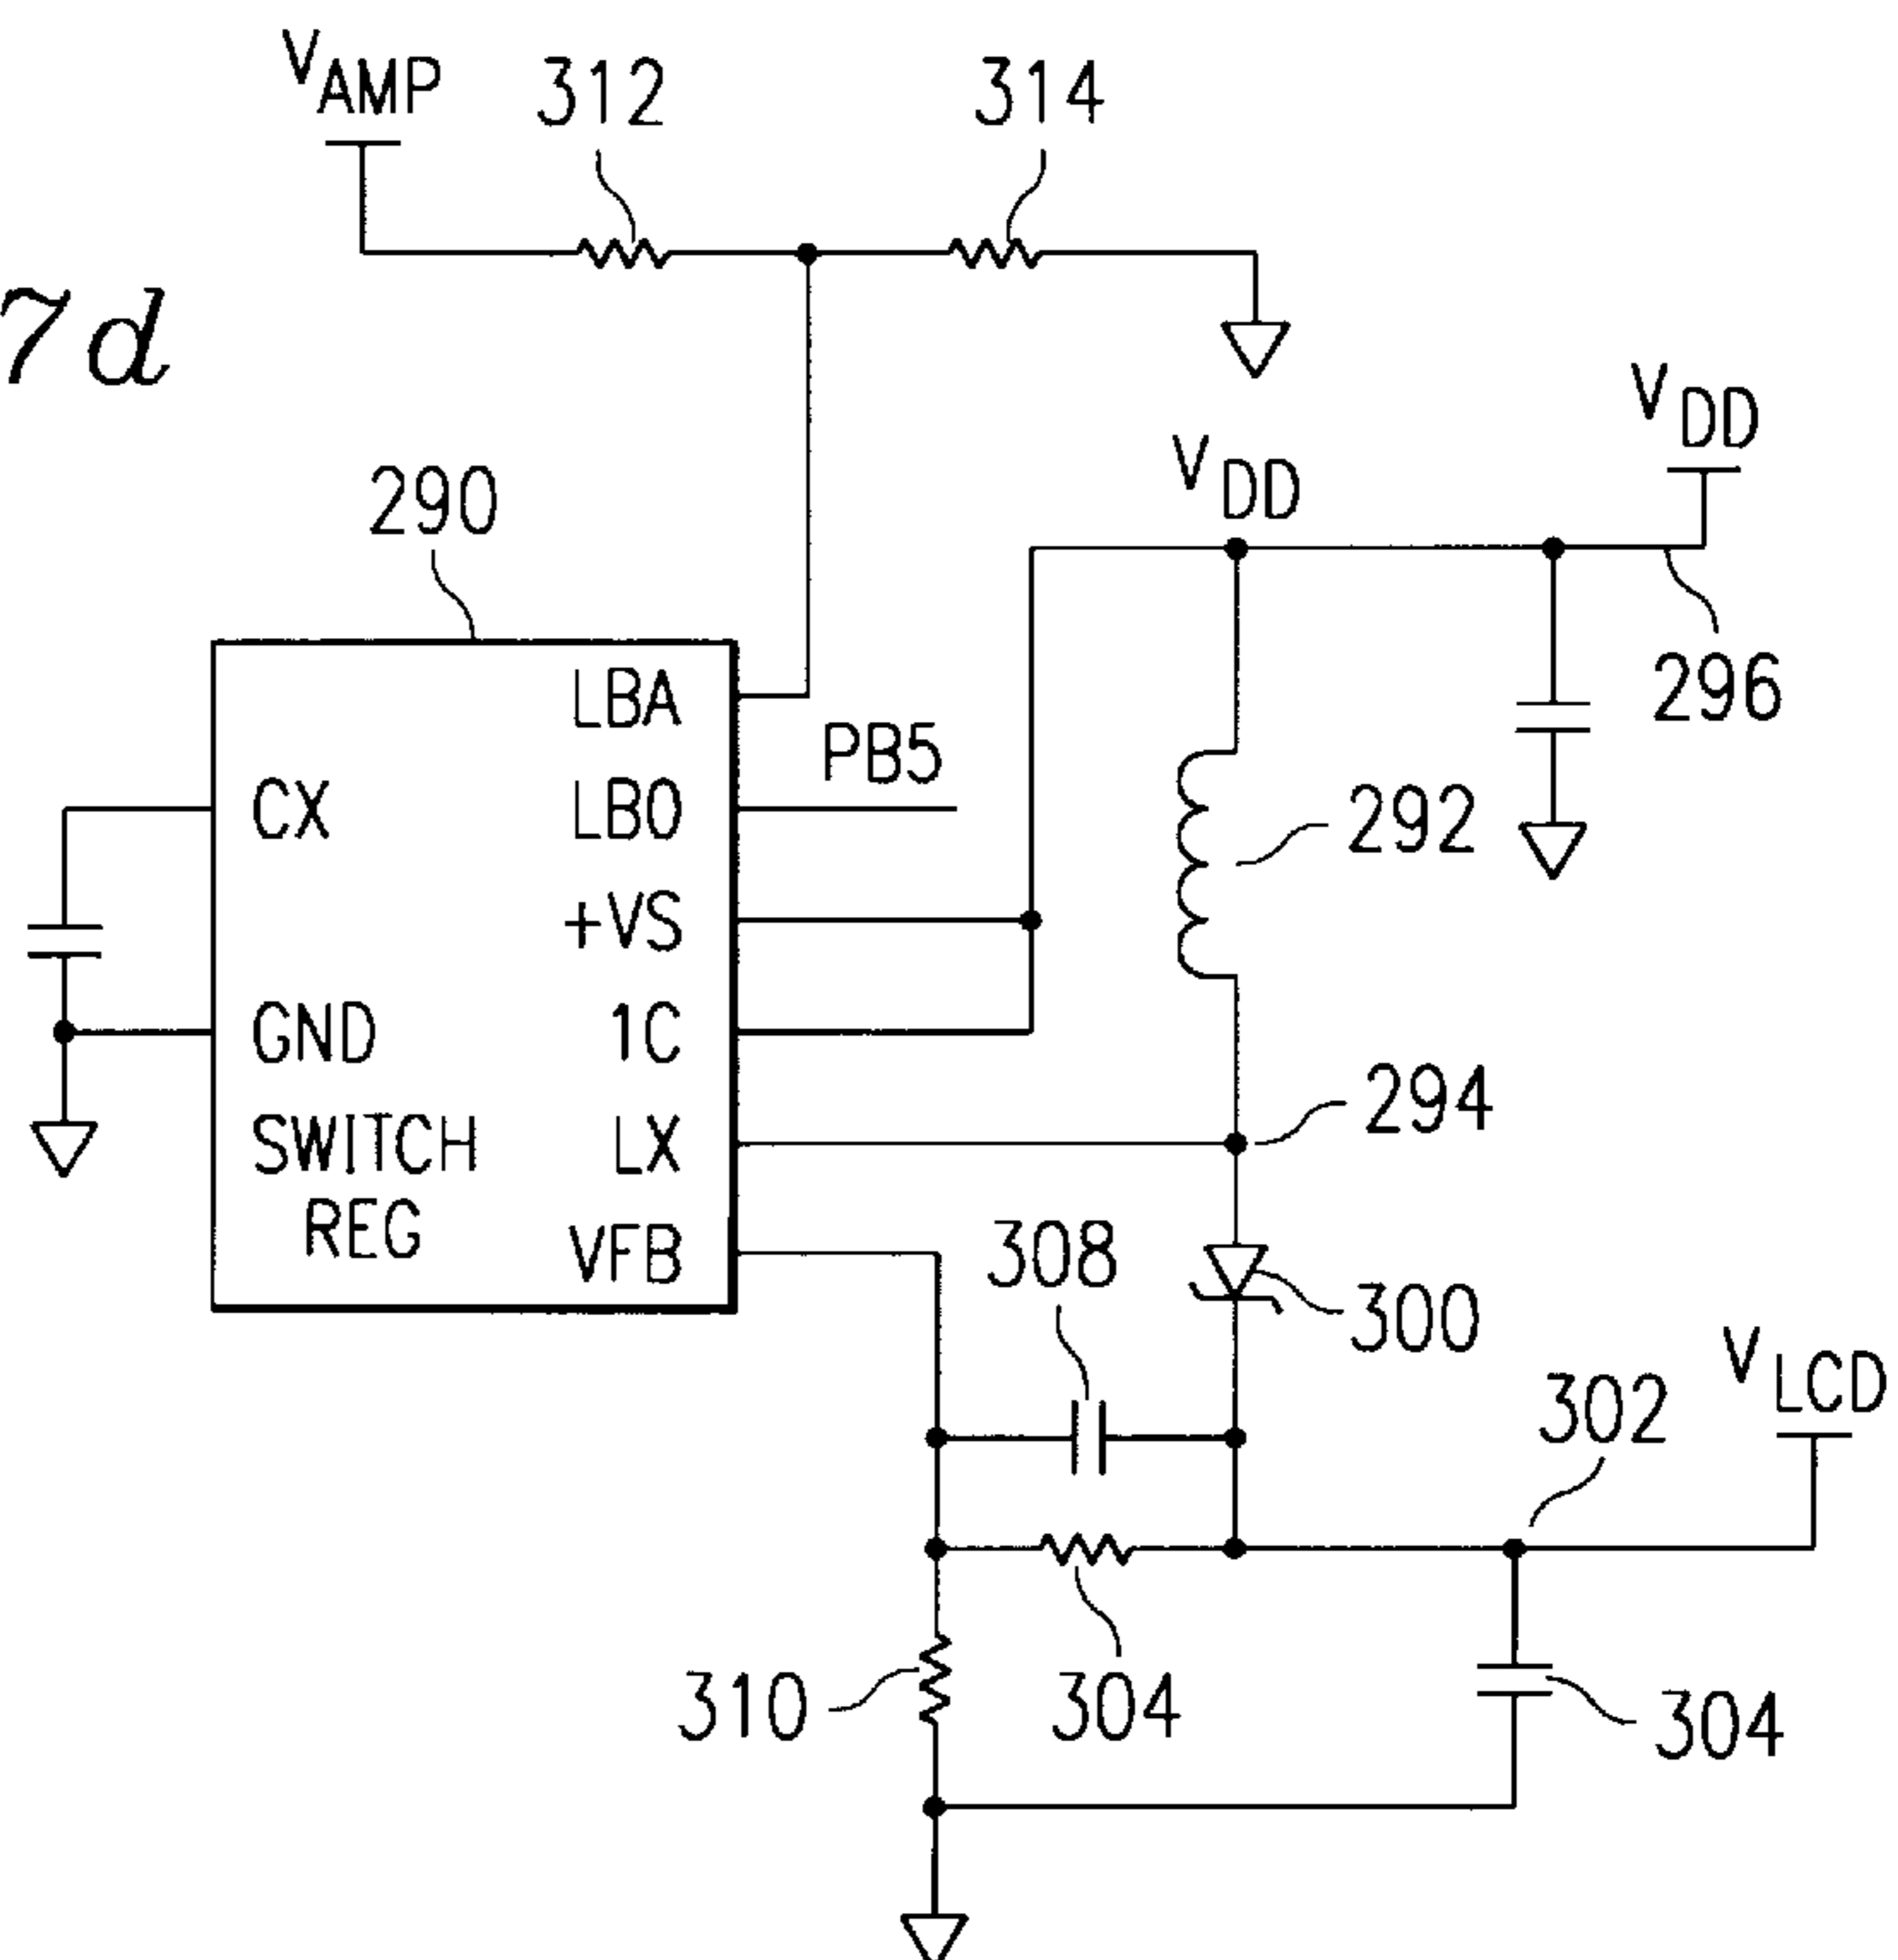 VAMP
312
314
7d
VDD
VDD
290
296
LBA
PB5
CX
LBO
292
+VS
GND
1C
294
SWITCH
LX
REG
VFB
308
300
VLCD
302
310
304
304